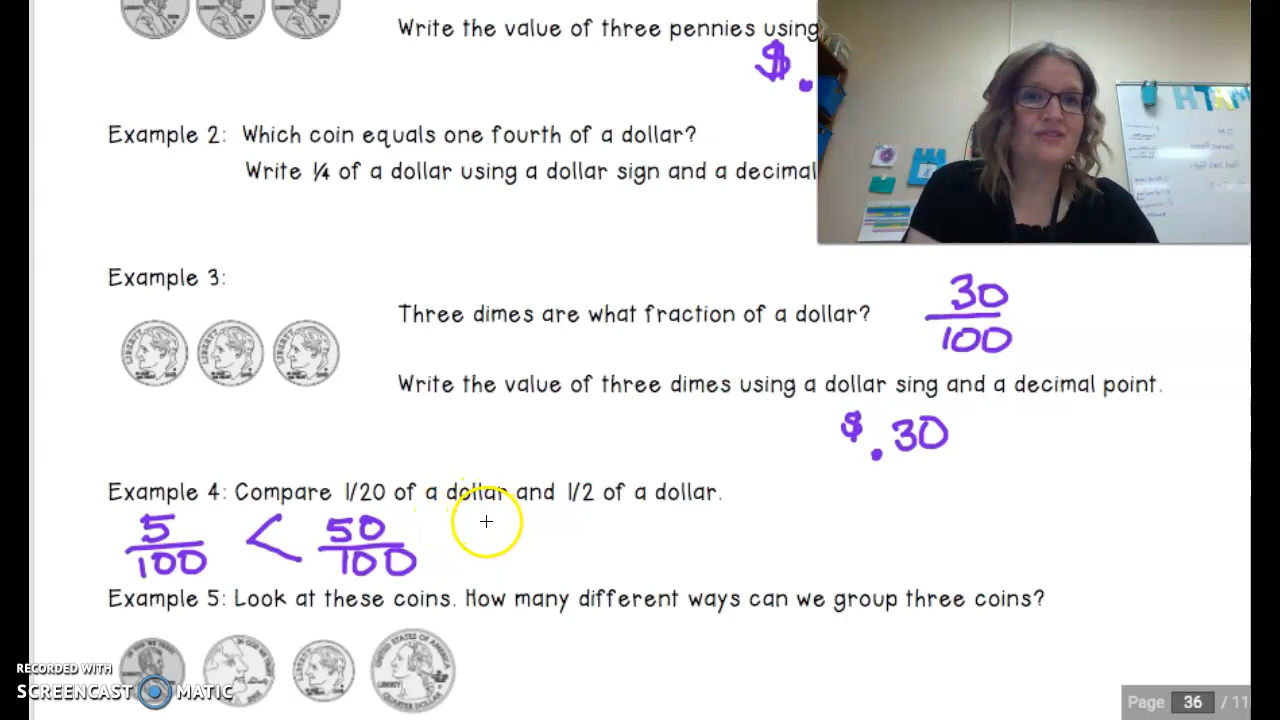 Write the value of three pennies using
$.
Example 2: Which coin equals one fourth of a dollar?
Write ¼ of a dollar using a dollar sign and a decimal
Example 3:
Three dimes are what fraction of a dollar?
30
100
Write the value of three dimes using a dollar sing and a decimal point.
$.30
Example 4: Compare 1/20 of a dollar and 1/2 of a dollar.
5 < 50
100 100
Example 5: Look at these coins. How many different ways can we group three coins?
RECORDED WITH
SCREENCAST MATIC
Page 36 / 11